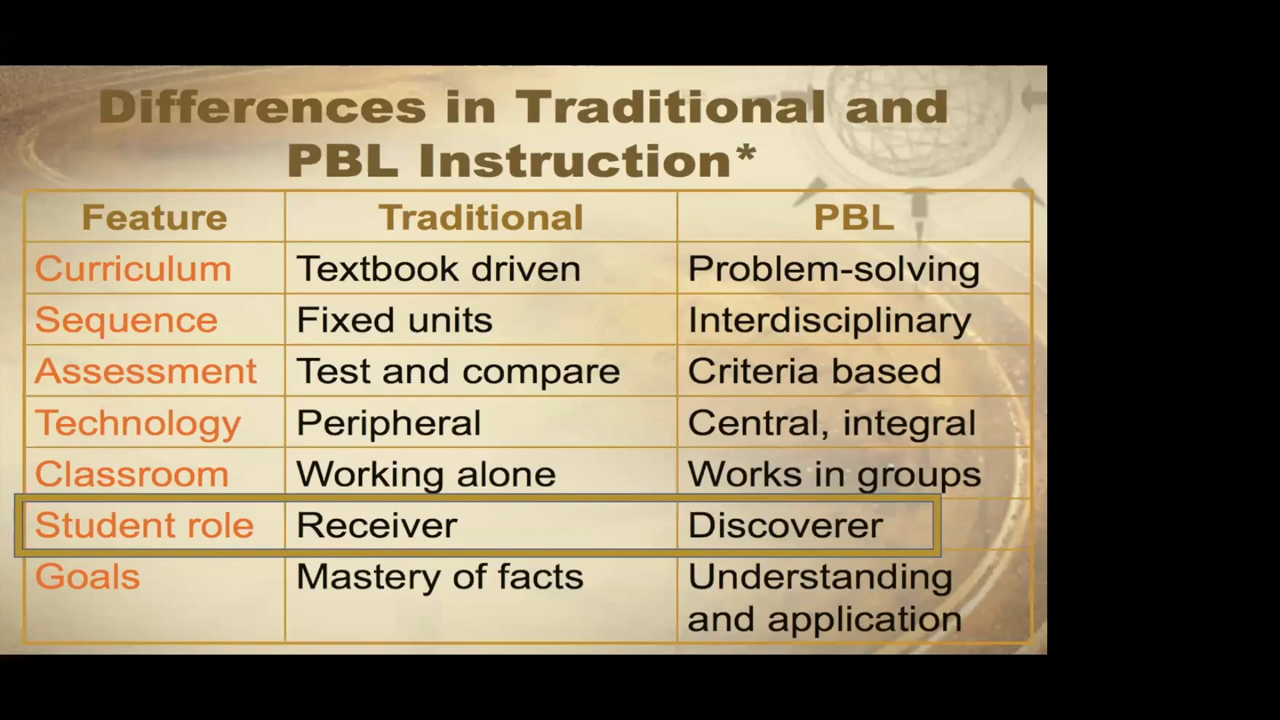 Differences in Traditional and
PBL Instruction*
Feature Traditional PBL
Curriculum Textbook driven Problem-solving
Sequence Fixed units Interdisciplinary
Assessment Test and compare Criteria based
Technology Peripheral Central, integral
Classroom Working alone Works in groups
Student role Receiver Discoverer
Goals Mastery of facts Understanding
and application